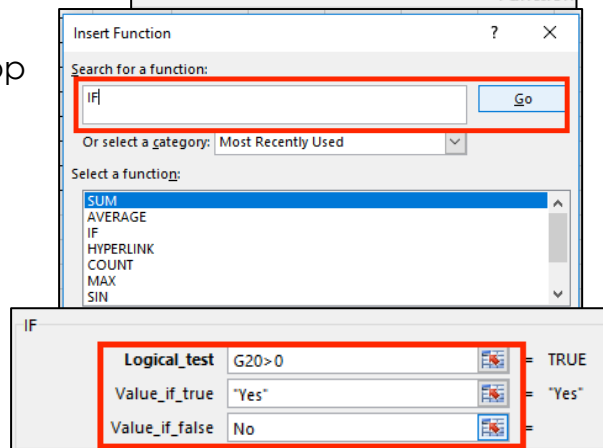 op
Insert Function ? ×
Search for a function:
IF
Go
Or select a category: Most Recently Used
Select a function:
SUM
AVERAGE
IF
HYPERLINK
COUNT
MAX
SIN
IF
Logical_test G20>0 = TRUE
Value_if_true "Yes" = "Yes"
Value_if_false No =